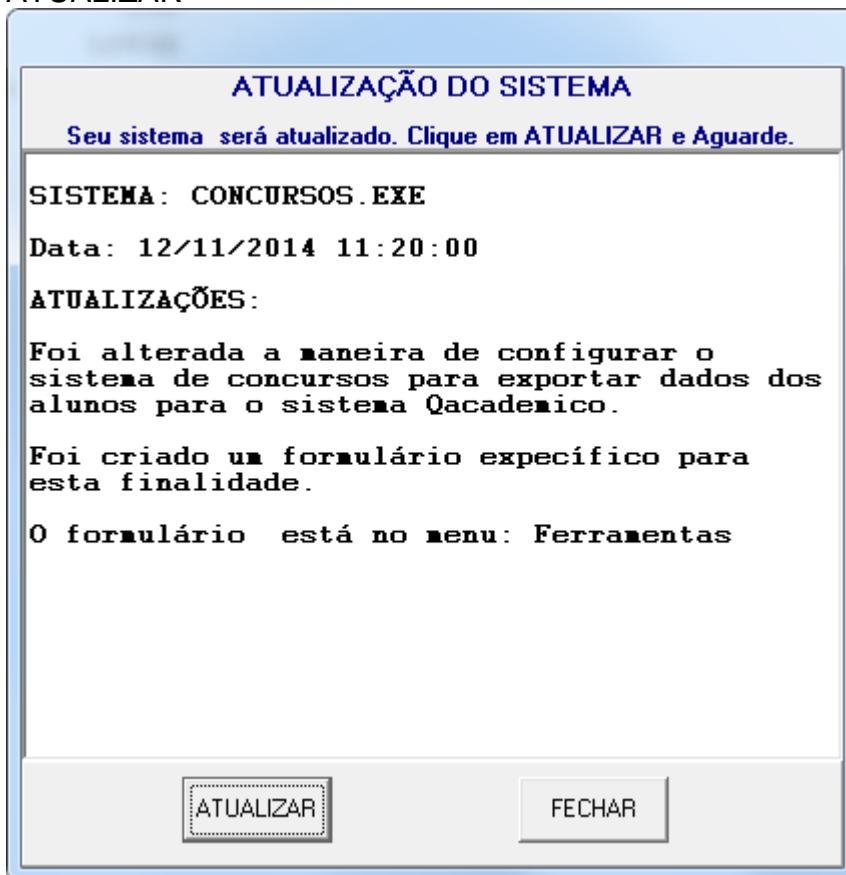 ATUALIZAR
ATUALIZAÇÃO DO SISTEMA
Seu sistema será atualizado. Clique em ATUALIZAR e Aguarde.
SISTEMA: CONCURSOS.EXE
Data: 12/11/2014 11:20:00
ATUALIZAÇÕES:
Foi alterada a maneira de configurar o
sistema de concursos para exportar dados dos
alunos para o sistema Qacademico.
Foi criado um formulário expecífico para
esta finalidade.
O formulário está no menu: Ferramentas
ATUALIZAR
FECHAR